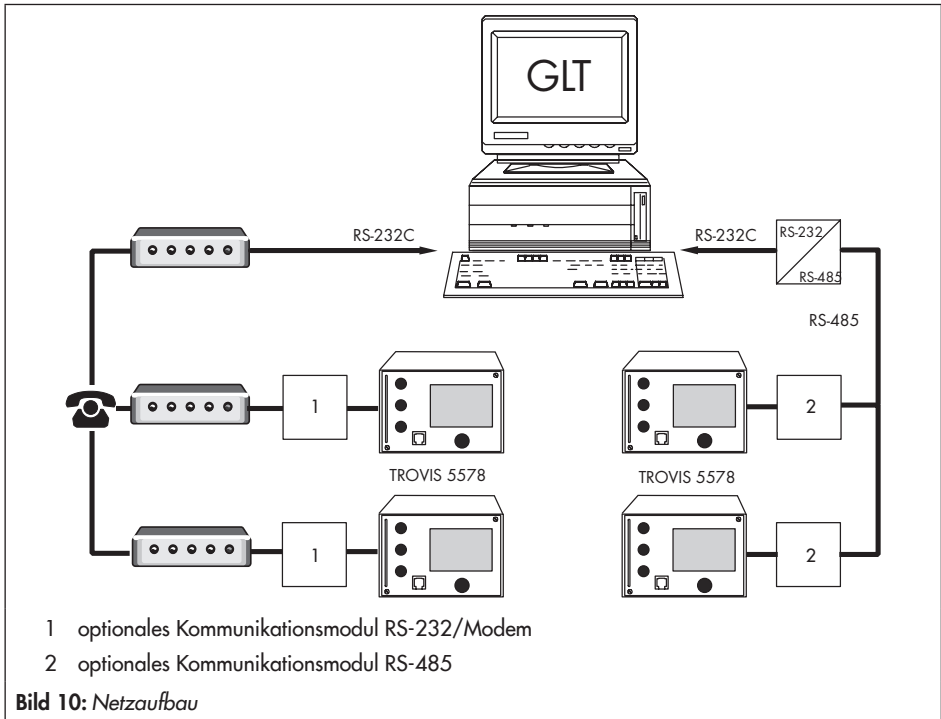 GLT
RS-232C
RS-232C
RS-232
RS-485
RS-485
1
2
TROVIS 5578
TROVIS 5578
1
2
1 optionales Kommunikationsmodul RS-232/Modem
2 optionales Kommunikationsmodul RS-485
Bild 10: Netzaufbau